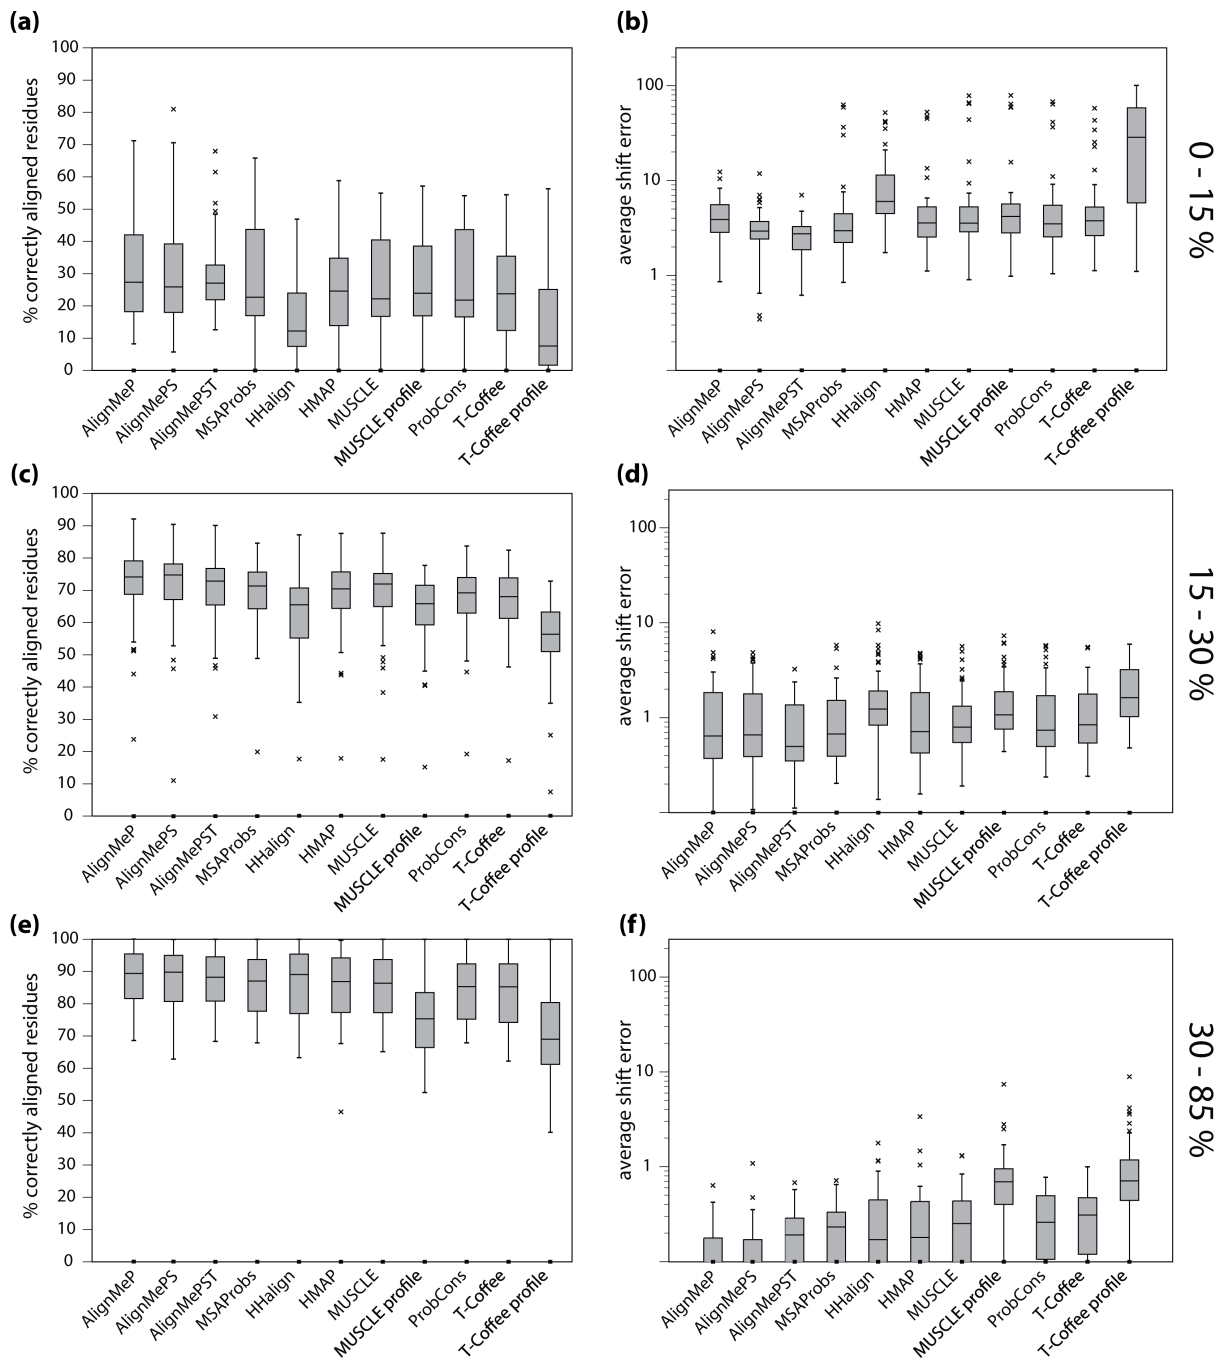 (a)
% correctly aligned residues
100
90
80
70
60
50
40
30
20
10
0
AlignMeP
AlignMePS
AlignMePST
MSAProbs
HHalign
HMAP
MUSCLE
MUSCLE profile
ProbCons
T-Coffee
T-Coffee profile
(b)
average shift error
100
10
1
AlignMeP
AlignMePS
AlignMePST
MSAProbs
HHalign
HMAP
MUSCLE
MUSCLE profile
ProbCons
T-Coffee
T-Coffee profile
0 - 15 %
(c)
% correctly aligned residues
100
90
80
70
60
50
40
30
20
10
0
AlignMeP
AlignMePS
AlignMePST
MSAProbs
HHalign
HMAP
MUSCLE
MUSCLE profile
ProbCons
T-Coffee
T-Coffee profile
(d)
average shift error
100
10
1
AlignMeP
AlignMePS
AlignMePST
MSAProbs
HHalign
HMAP
MUSCLE
MUSCLE profile
ProbCons
T-Coffee
T-Coffee profile
15 - 30 %
(e)
% correctly aligned residues
100
90
80
70
60
50
40
30
20
10
0
AlignMeP
AlignMePS
AlignMePST
MSAProbs
HHalign
HMAP
MUSCLE
MUSCLE profile
ProbCons
T-Coffee
T-Coffee profile
(f)
average shift error
100
10
1
AlignMeP
AlignMePS
AlignMePST
MSAProbs
HHalign
HMAP
MUSCLE
MUSCLE profile
ProbCons
T-Coffee
T-Coffee profile
30 - 85 %